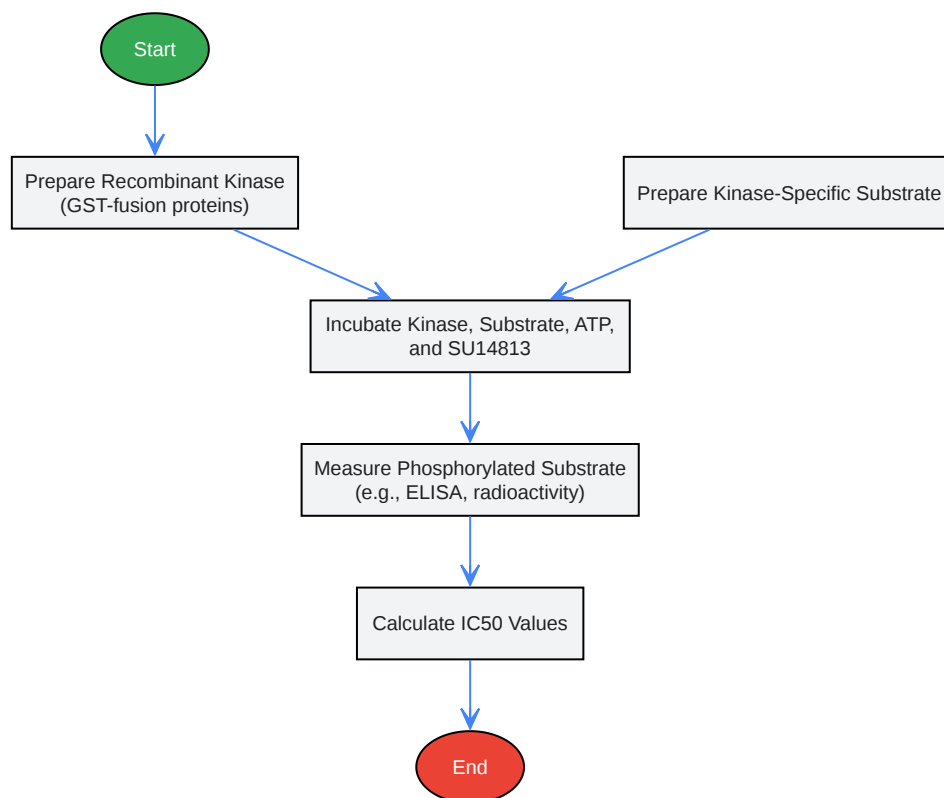 Start
Prepare Recombinant Kinase
(GST-fusion proteins)
Prepare Kinase-Specific Substrate
Incubate Kinase, Substrate, ATP,
and SU14813
Measure Phosphorylated Substrate
(e.g., ELISA, radioactivity)
Calculate IC50 Values
End